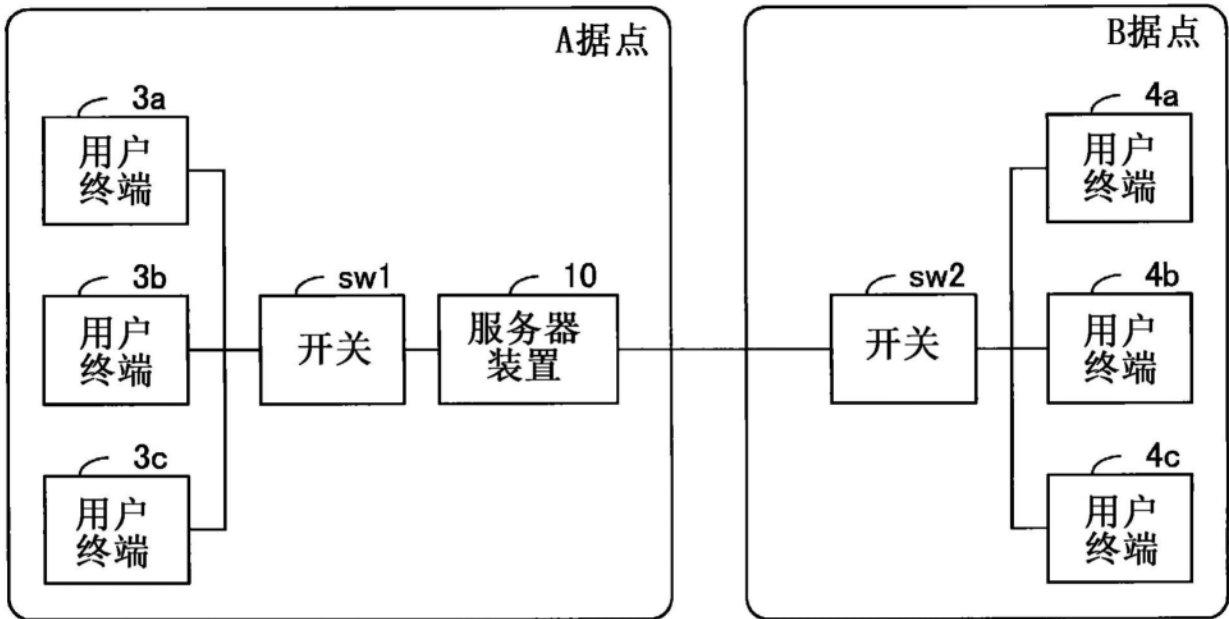 A据点
B据点
3a
用户
终端
3b
用户
终端
3c
用户
终端
sw1
开关
10
服务器
装置
sw2
开关
4a
用户
终端
4b
用户
终端
4c
用户
终端